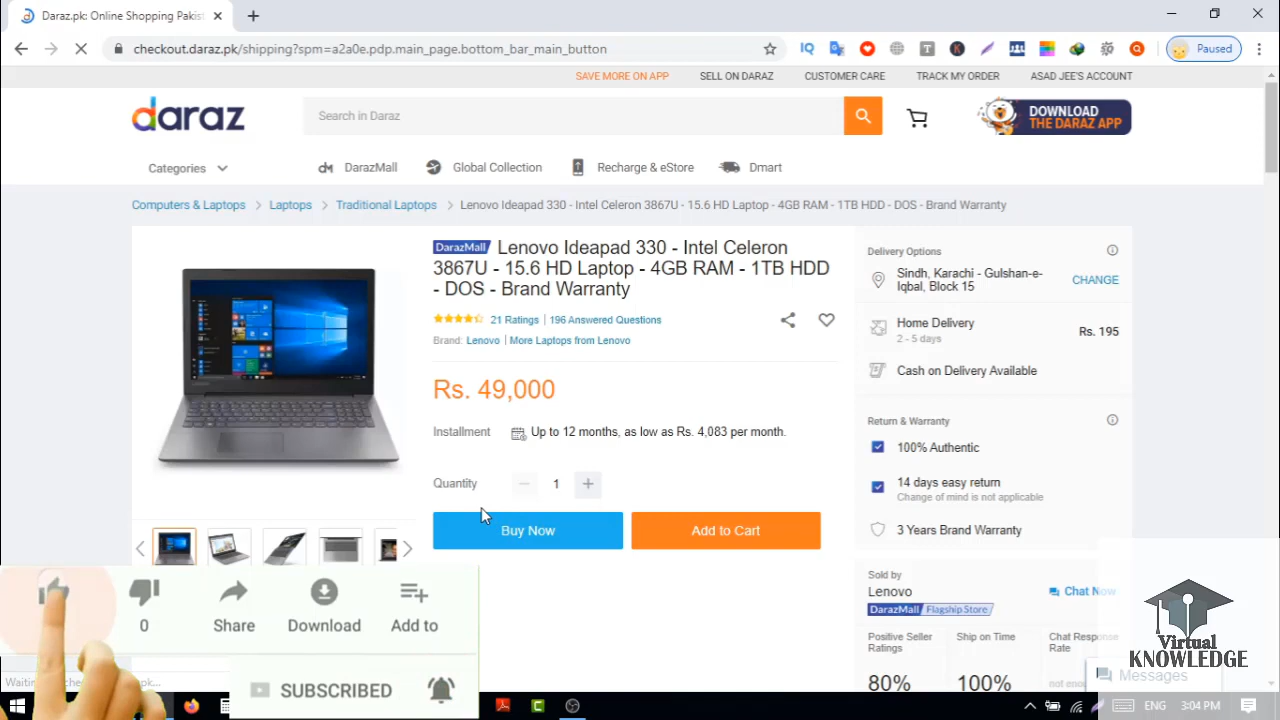 Daraz.pk: Online Shopping Pakist
checkout.daraz.pk/shipping?spm=a2a0e.pdp.main_page.bottom_bar_main_button
Paused
SAVE MORE ON APP
SELL ON DARAZ
CUSTOMER CARE
TRACK MY ORDER
ASAD JEE'S ACCOUNT
daraz
Search in Daraz
DOWNLOAD
THE DARAZ APP
Categories
DarazMall
Global Collection
Recharge & eStore
Dmart
Computers & Laptops > Laptops > Traditional Laptops > Lenovo Ideapad 330 - Intel Celeron 3867U - 15.6 HD Laptop - 4GB RAM - 1TB HDD - DOS - Brand Warranty
DarazMall Lenovo Ideapad 330 - Intel Celeron
3867U - 15.6 HD Laptop - 4GB RAM - 1TB HDD
- DOS - Brand Warranty
21 Ratings | 196 Answered Questions
Brand: Lenovo | More Laptops from Lenovo
Rs. 49,000
Installment Up to 12 months, as low as Rs. 4,083 per month.
Quantity 1
Buy Now
Add to Cart
Delivery Options
Sindh, Karachi - Gulshan-e-
Iqbal, Block 15
CHANGE
Home Delivery
2 - 5 days
Rs. 195
Cash on Delivery Available
Return & Warranty
100% Authentic
14 days easy return
Change of mind is not applicable
3 Years Brand Warranty
Sold by
Lenovo
Chat Now
DarazMall Flagship Store
Positive Seller
Ratings
Ship on Time
Chat Response
Rate
80%
100%
Messages
Virtual
KNOWLEDGE
0
Share
Download
Add to
SUBSCRIBED
ENG
3:04 PM